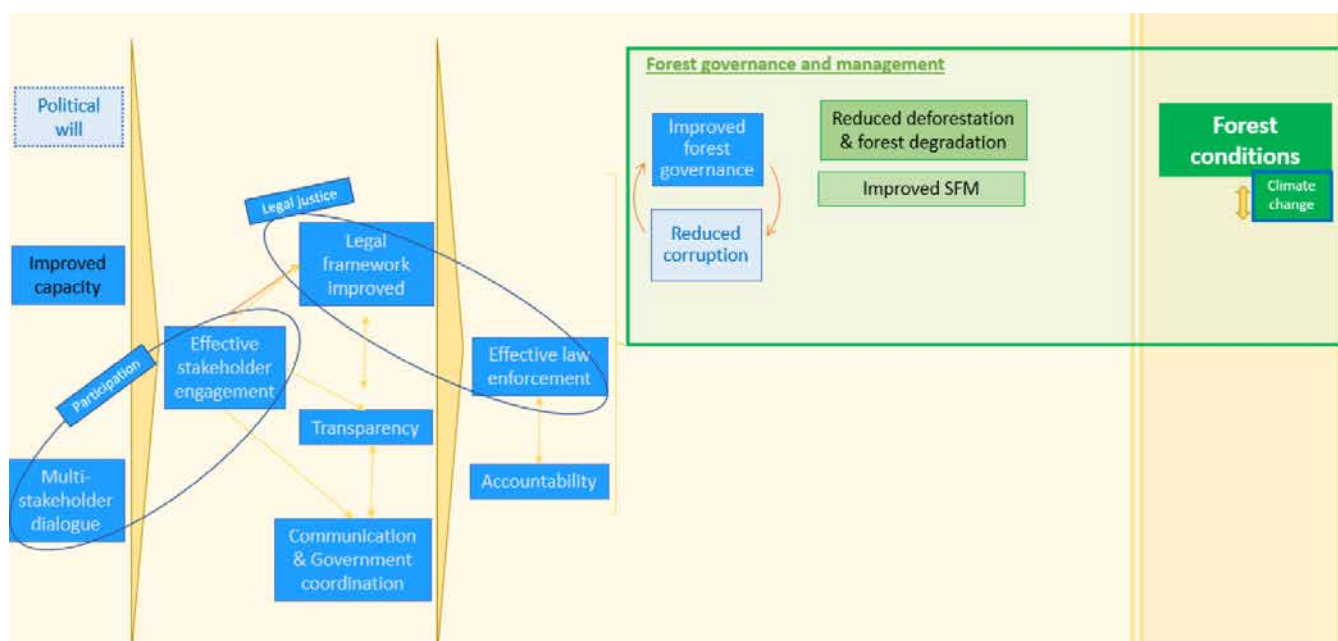 Political
will
Improved
capacity
Multi-
stakeholder
dialogue
Participation
Effective
stakeholder
engagement
Legal justice
Legal
framework
improved
Transparency
Communication
& Government
coordination
Effective law
enforcement
Accountability
Forest governance and management
Improved
forest
governance
Reduced
corruption
Reduced deforestation
& forest degradation
Improved SFM
Forest
conditions
Climate
change